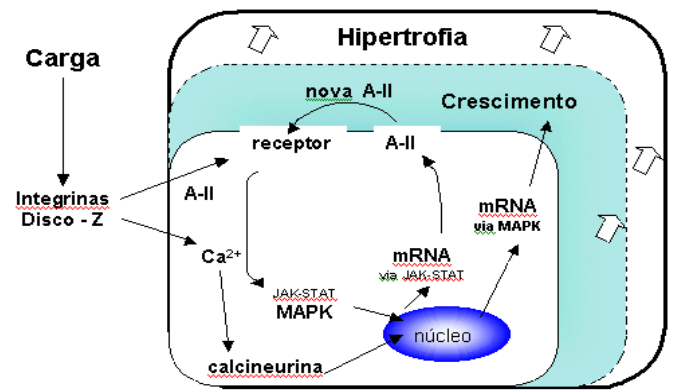 Hipertrofia
Carga
nova A-II
Crescimento
receptor
A-II
Integrinas
Disco - Z
A-II
mRNA
via MAPK
Ca²⁺
mRNA
via JAK-STAT
JAK-STAT
MAPK
núcleo
calcineurina